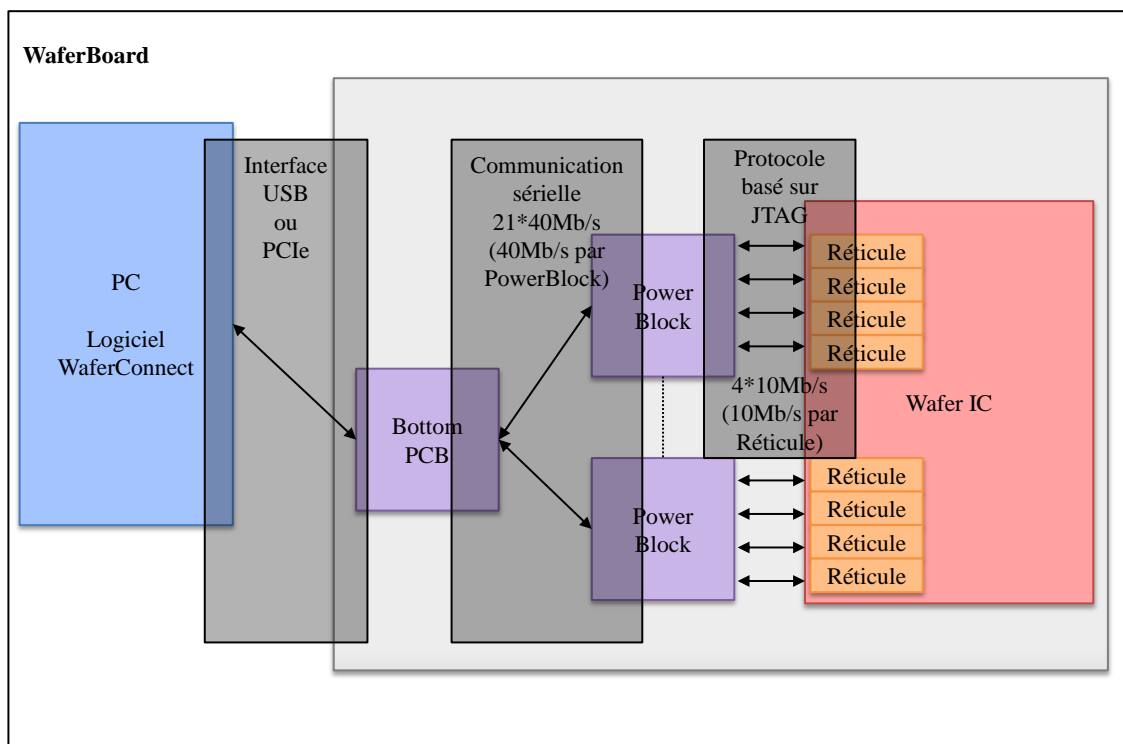 WaferBoard
PC
Logiciel
WaferConnect
Interface
USB
ou
PCIe
Bottom
PCB
Communication
sérielle
21*40Mb/s
(40Mb/s par
PowerBlock)
Power
Block
Power
Block
Protocole
basé sur
JTAG
4*10Mb/s
(10Mb/s par
Réticule)
Réticule
Réticule
Réticule
Réticule
Réticule
Réticule
Réticule
Réticule
Wafer IC